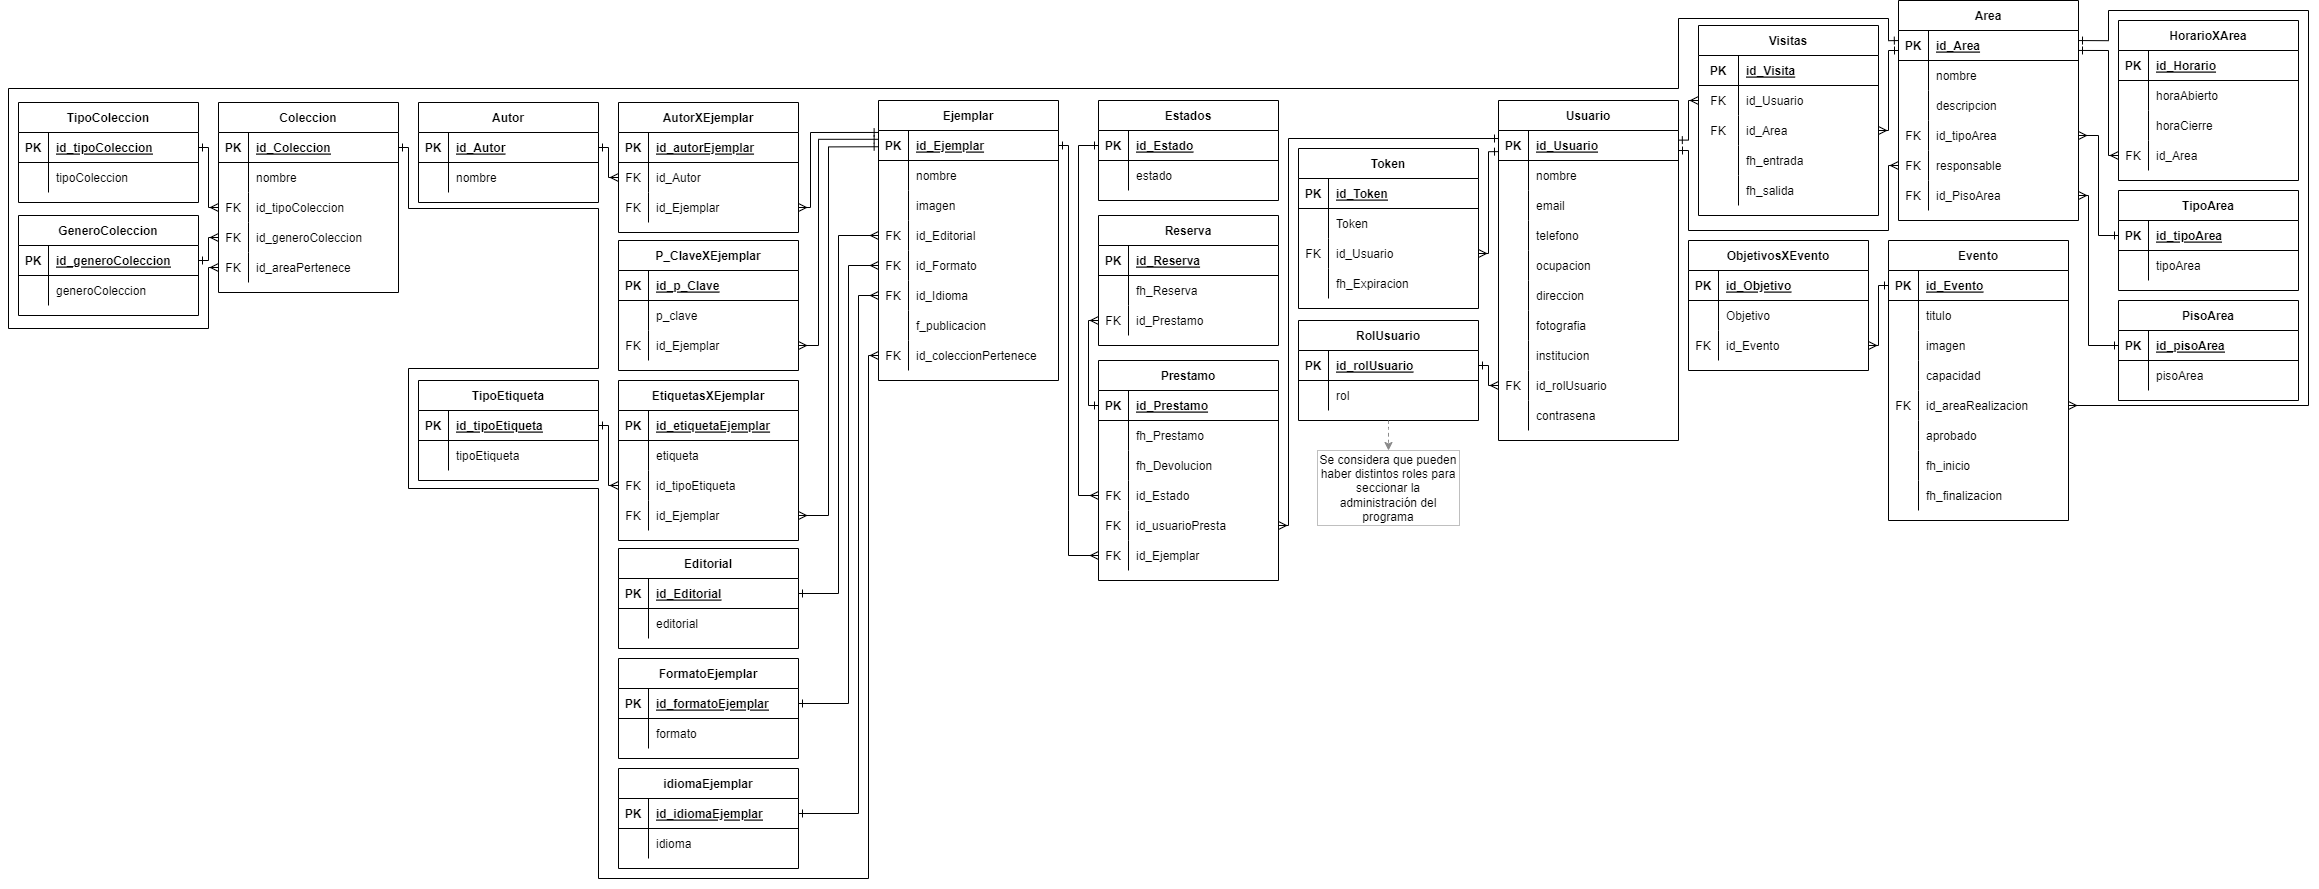 TipoColeccion
PK id_tipoColeccion
tipoColeccion
GeneroColeccion
PK id_generoColeccion
generoColeccion
Coleccion
PK id_Coleccion
nombre
FK id_tipoColeccion
FK id_generoColeccion
FK id_areaPertenece
Autor
PK id_Autor
nombre
TipoEtiqueta
PK id_tipoEtiqueta
tipoEtiqueta
AutorXEjemplar
PK id_autorEjemplar
FK id_Autor
FK id_Ejemplar
P_ClaveXEjemplar
PK id_p_Clave
p_clave
FK id_Ejemplar
EtiquetasXEjemplar
PK id_etiquetaEjemplar
etiqueta
FK id_tipoEtiqueta
FK id_Ejemplar
Editorial
PK id_Editorial
editorial
FormatoEjemplar
PK id_formatoEjemplar
formato
idiomaEjemplar
PK id_idiomaEjemplar
idioma
Ejemplar
PK id_Ejemplar
nombre
imagen
FK id_Editorial
FK id_Formato
FK id_Idioma
f_publicacion
FK id_coleccionPertenece
Estados
PK id_Estado
estado
Reserva
PK id_Reserva
fh_Reserva
FK id_Prestamo
Prestamo
PK id_Prestamo
fh_Prestamo
fh_Devolucion
FK id_Estado
FK id_usuarioPresta
FK id_Ejemplar
Token
PK id_Token
Token
FK id_Usuario
fh_Expiracion
RolUsuario
PK id_rolUsuario
rol
Se considera que pueden
haber distintos roles para
seccionar la
administración del
programa
Usuario
PK id_Usuario
nombre
email
telefono
ocupacion
direccion
fotografia
institucion
FK id_rolUsuario
contrasena
Visitas
PK id_Visita
FK id_Usuario
FK id_Area
fh_entrada
fh_salida
ObjetivosXEvento
PK id_Objetivo
Objetivo
FK id_Evento
Area
PK id_Area
nombre
descripcion
FK id_tipoArea
FK responsable
FK id_PisoArea
Evento
PK id_Evento
titulo
imagen
capacidad
FK id_areaRealizacion
aprobado
fh_inicio
fh_finalizacion
HorarioXArea
PK id_Horario
horaAbierto
horaCierre
FK id_Area
TipoArea
PK id_tipoArea
tipoArea
PisoArea
PK id_pisoArea
pisoArea